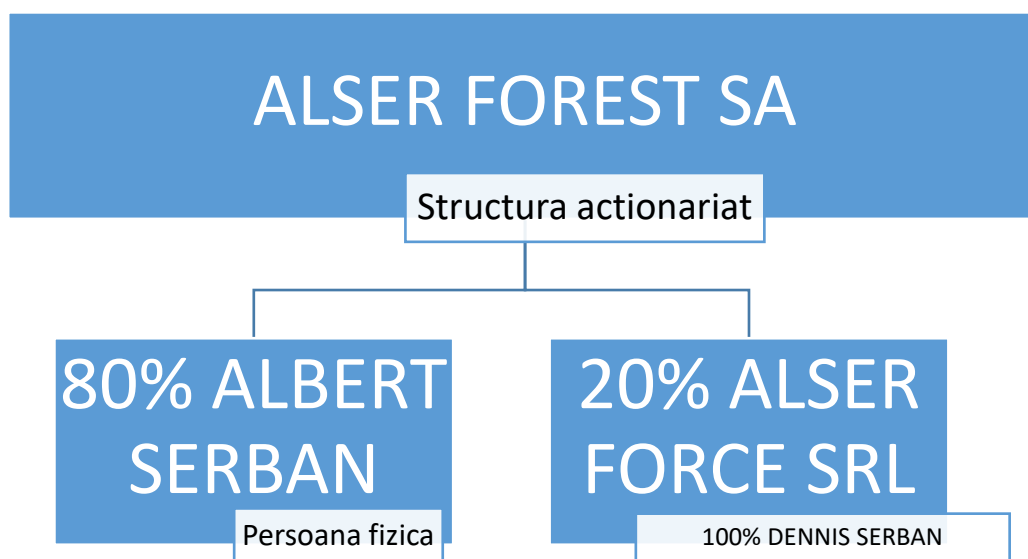 ALSER FOREST SA
Structura actionariat
80% ALBERT
SERBAN
Persoana fizica
20% ALSER
FORCE SRL
100% DENNIS SERBAN